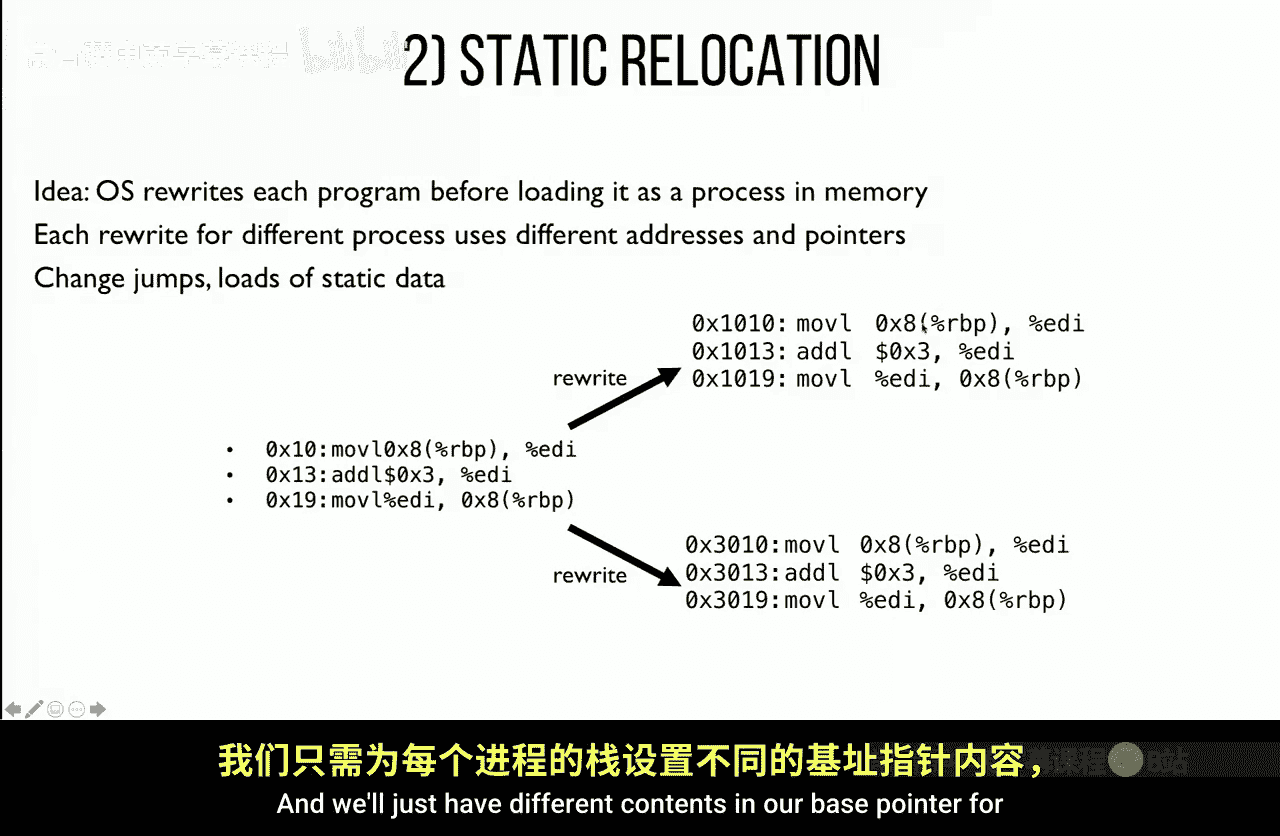 2) STATIC RELOCATION
Idea: OS rewrites each program before loading it as a process in memory
Each rewrite for different process uses different addresses and pointers
Change jumps, loads of static data
0x1010: movl 0x8(%rbp), %edi
0x1013: addl $0x3, %edi
0x1019: movl %edi, 0x8(%rbp)
rewrite
• 0x10:movl0x8(%rbp), %edi
• 0x13:addl$0x3, %edi
• 0x19:movl%edi, 0x8(%rbp)
0x3010:movl 0x8(%rbp), %edi
0x3013:addl $0x3, %edi
0x3019:movl %edi, 0x8(%rbp)
rewrite
我们只需为每个进程的栈设置不同的基址指针内容，
And we'll just have different contents in our base pointer for